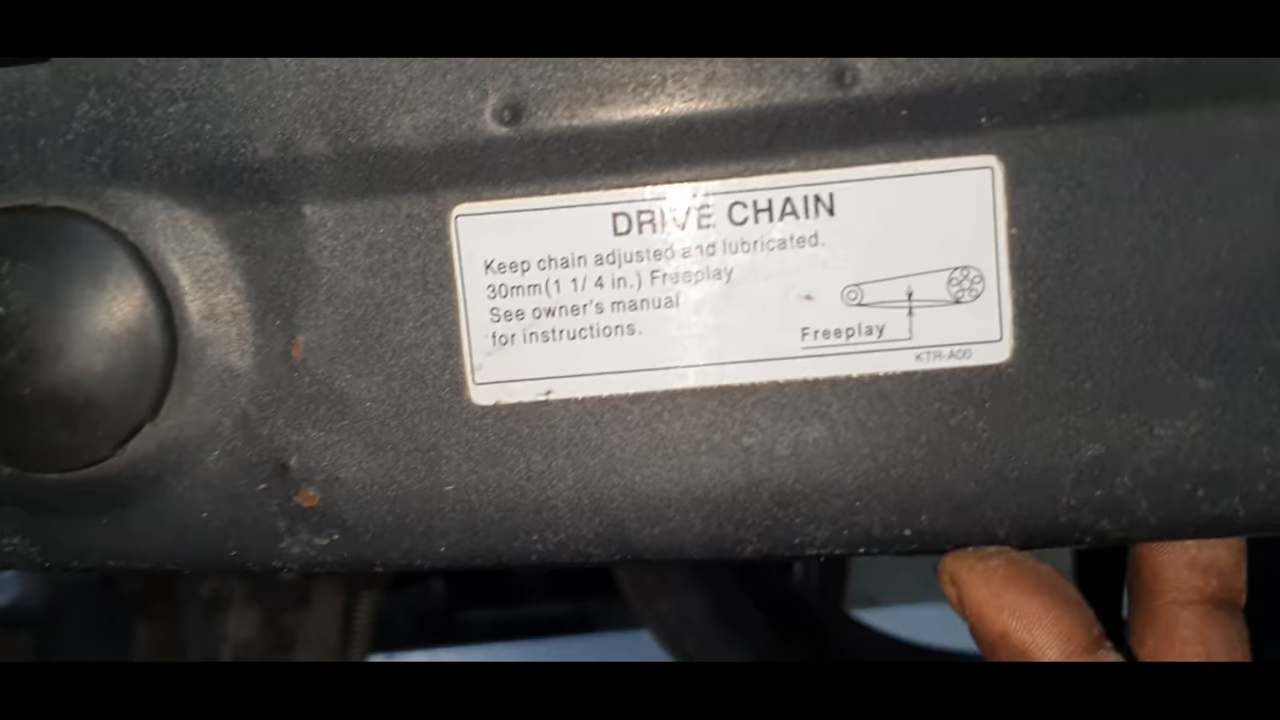 DRIVE CHAIN
Keep chain adjusted and lubricated.
30mm(1 1/4 in.) Freeplay
See owner's manual
for instructions.
Freeplay
KTR-A00